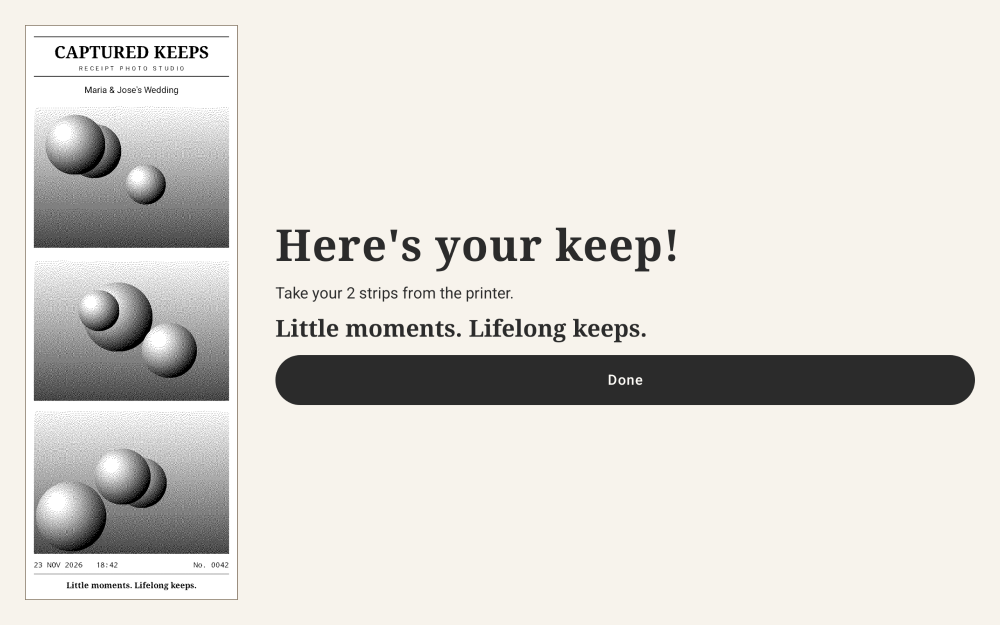 CAPTURED KEEPS
RECEIPT PHOTO STUDIO
Maria & Jose's Wedding
23 NOV 2026 18:42 No. 0042
Little moments. Lifelong keeps.
Here's your keep!
Take your 2 strips from the printer.
Little moments. Lifelong keeps.
Done